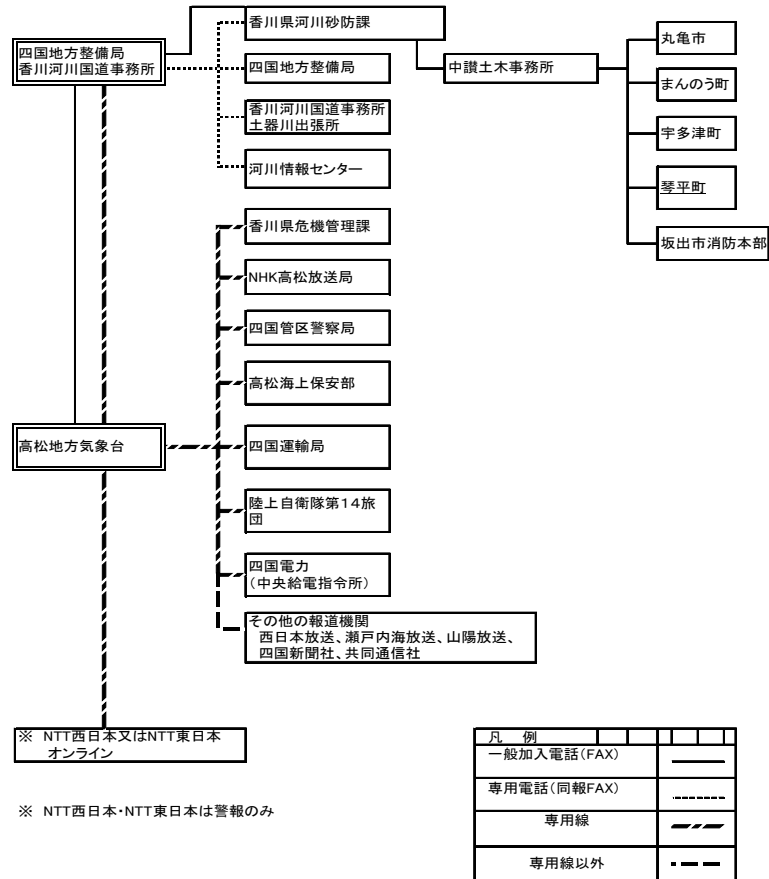 四国地方整備局
香川河川国道事務所
香川県河川砂防課
四国地方整備局
香川河川国道事務所
土器川出張所
河川情報センター
中讃土木事務所
丸亀市
まんのう町
宇多津町
琴平町
坂出市消防本部
香川県危機管理課
NHK高松放送局
四国管区警察局
高松海上保安部
高松地方気象台
四国運輸局
陸上自衛隊第14旅
団
四国電力
(中央給電指令所)
その他の報道機関
西日本放送、瀬戸内海放送、山陽放送、
四国新聞社、共同通信社
※ NTT西日本又はNTT東日本
オンライン
※ NTT西日本・NTT東日本は警報のみ
凡 例
一般加入電話(FAX)
専用電話(同報FAX)
専用線
専用線以外